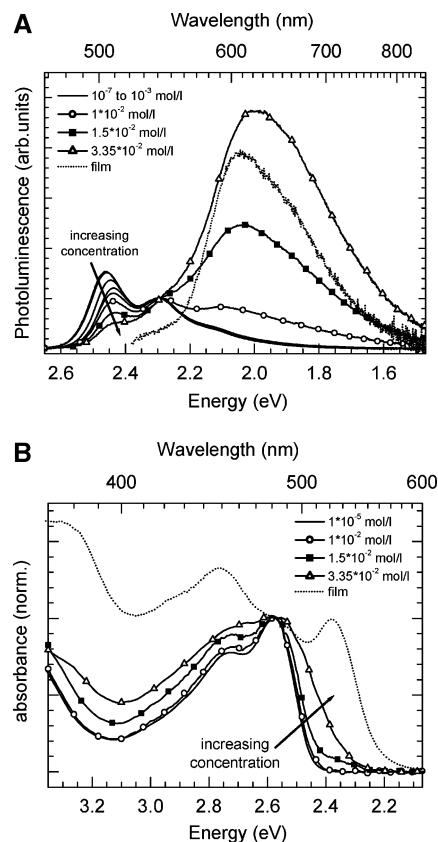 A
Wavelength (nm)
500
600
700
800
10⁻⁷ to 10⁻³ mol/l
1*10⁻² mol/l
1.5*10⁻² mol/l
3.35*10⁻² mol/l
film
increasing
concentration
Photoluminescence (arb.units)
2.6
2.4
2.2
2.0
1.8
1.6
Energy (eV)
B
Wavelength (nm)
400
500
600
1*10⁻⁵ mol/l
1*10⁻² mol/l
1.5*10⁻² mol/l
3.35*10⁻² mol/l
film
increasing
concentration
absorbance (norm.)
3.2
3.0
2.8
2.6
2.4
2.2
Energy (eV)